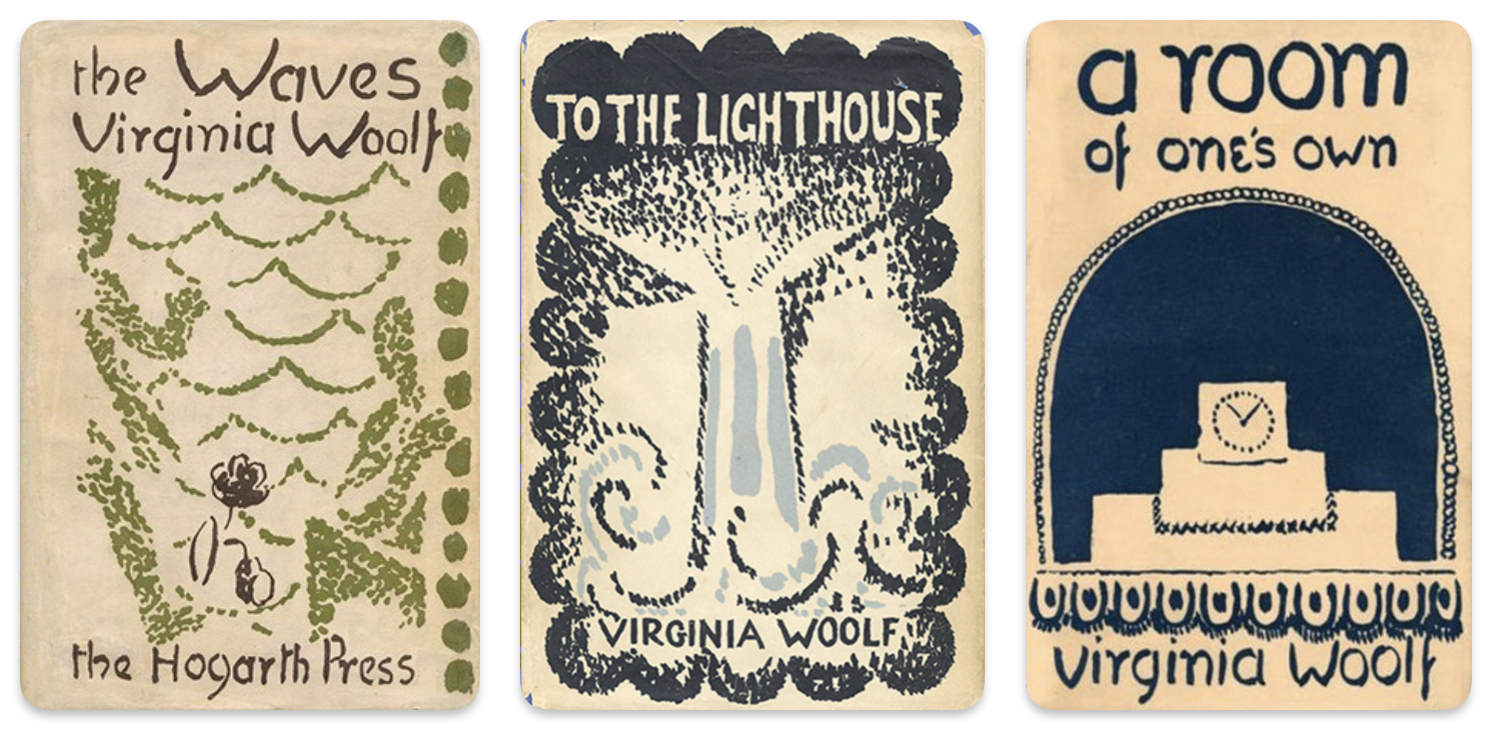 the Waves
Virginia Woolf
the Hogarth Press
TO THE LIGHTHOUSE
VIRGINIA WOOLF
a room
of one's own
virginia woolf